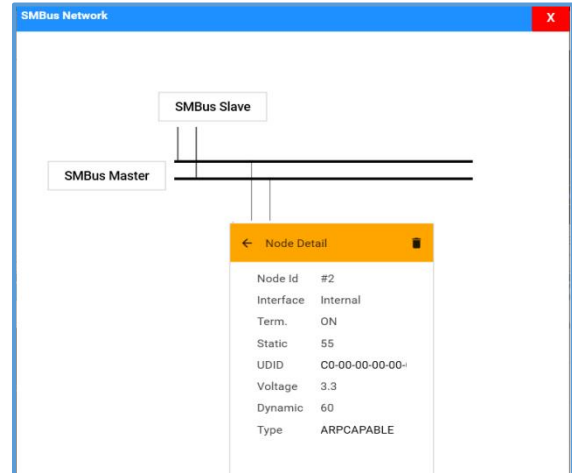 SMBus Network X
SMBus Slave
SMBus Master
Node Detail
Node Id #2
Interface Internal
Term. ON
Static 55
UDID C0-00-00-00-00-
Voltage 3.3
Dynamic 60
Type ARPCAPABLE